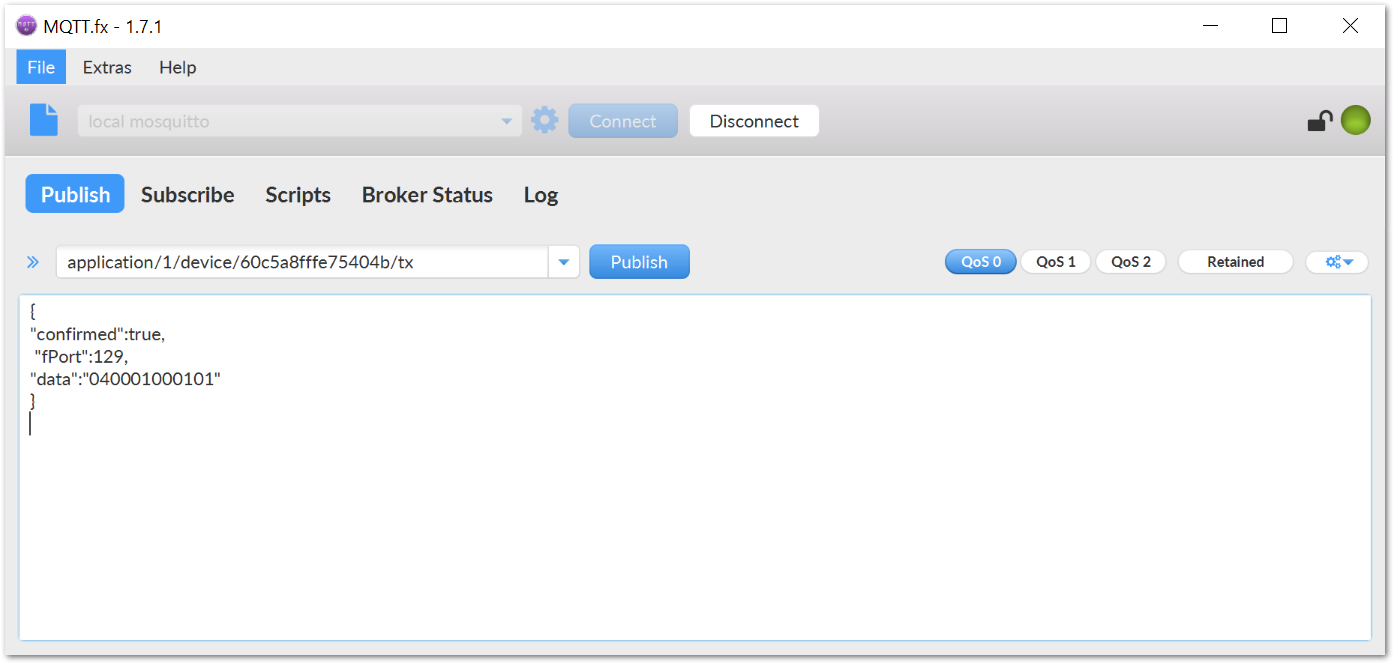 MQTT.fx - 1.7.1
File Extras Help
local mosquitto Connect Disconnect
Publish Subscribe Scripts Broker Status Log
application/1/device/60c5a8fffe75404b/tx Publish QoS 0 QoS 1 QoS 2 Retained
{
"confirmed":true,
"fPort":129,
"data":"040001000101"
}